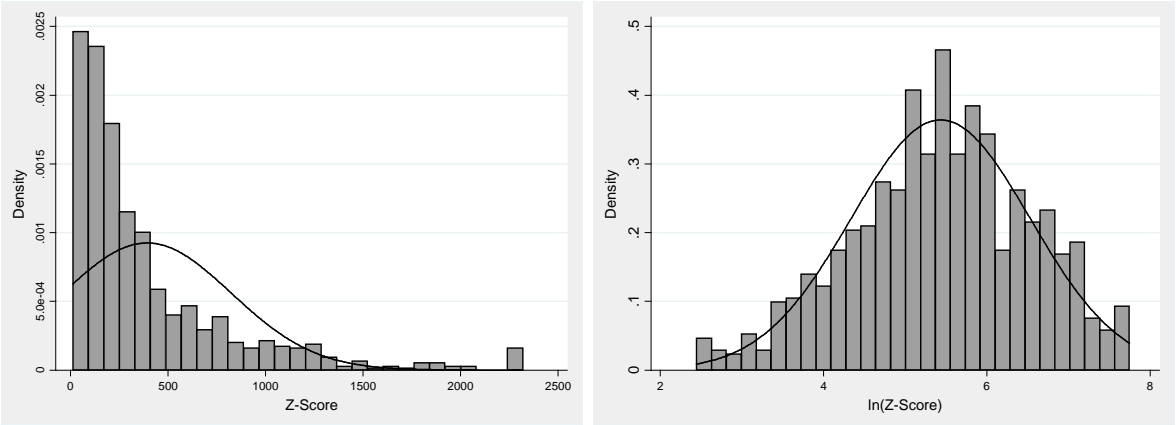 Density
0 5.0e-04 .001 .0015 .002 .0025
0 500 1000 1500 2000 2500
Z-Score
Density
0 .1 .2 .3 .4 .5
2 4 6 8
ln(Z-Score)